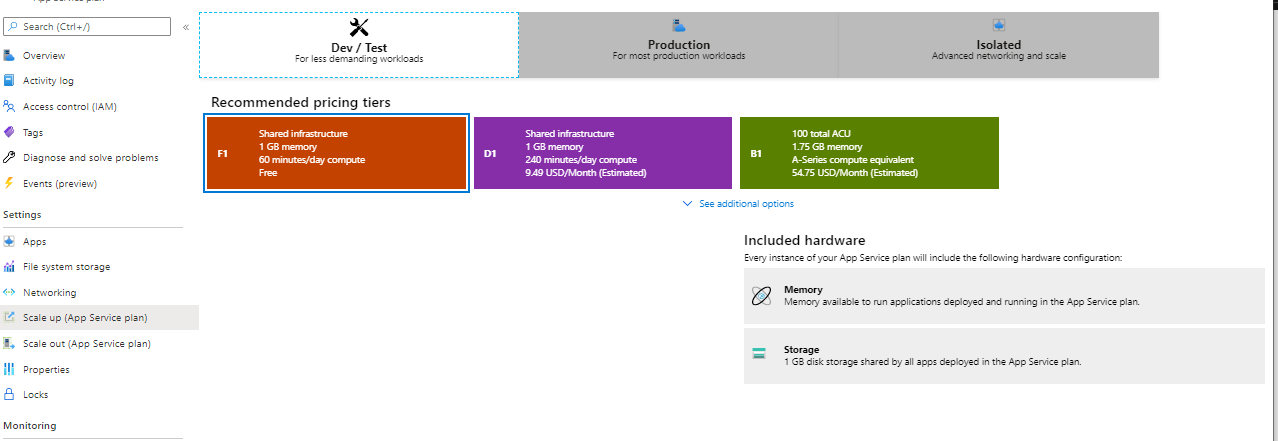 App Service plan
Search (Ctrl+/)
«
Overview
Activity log
Access control (IAM)
Tags
Diagnose and solve problems
Events (preview)
Settings
Apps
File system storage
Networking
Scale up (App Service plan)
Scale out (App Service plan)
Properties
Locks
Monitoring
Dev / Test
For less demanding workloads
Production
For most production workloads
Isolated
Advanced networking and scale
Recommended pricing tiers
F1
Shared infrastructure
1 GB memory
60 minutes/day compute
Free
D1
Shared infrastructure
1 GB memory
240 minutes/day compute
9.49 USD/Month (Estimated)
B1
100 total ACU
1.75 GB memory
A-Series compute equivalent
54.75 USD/Month (Estimated)
See additional options
Included hardware
Every instance of your App Service plan will include the following hardware configuration:
Memory
Memory available to run applications deployed and running in the App Service plan.
Storage
1 GB disk storage shared by all apps deployed in the App Service plan.